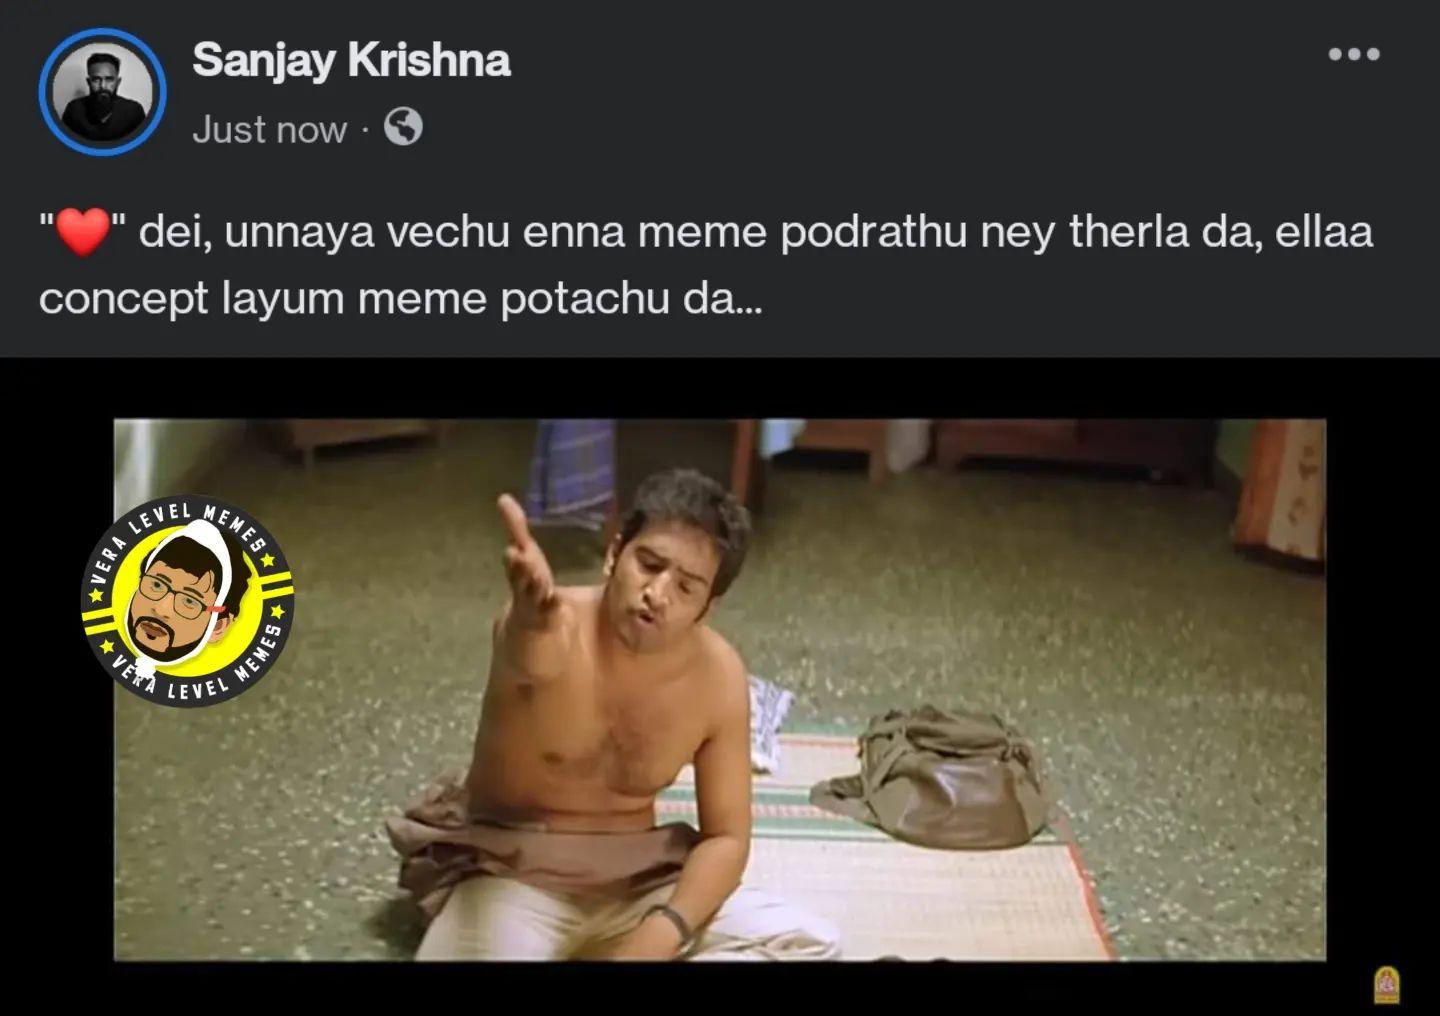 Sanjay Krishna
Just now ·
"❤️" dei, unnaya vechu enna meme podrathu ney therla da, ellaa
concept layum meme potachu da...
VERA LEVEL MEMES
VERA LEVEL MEMES